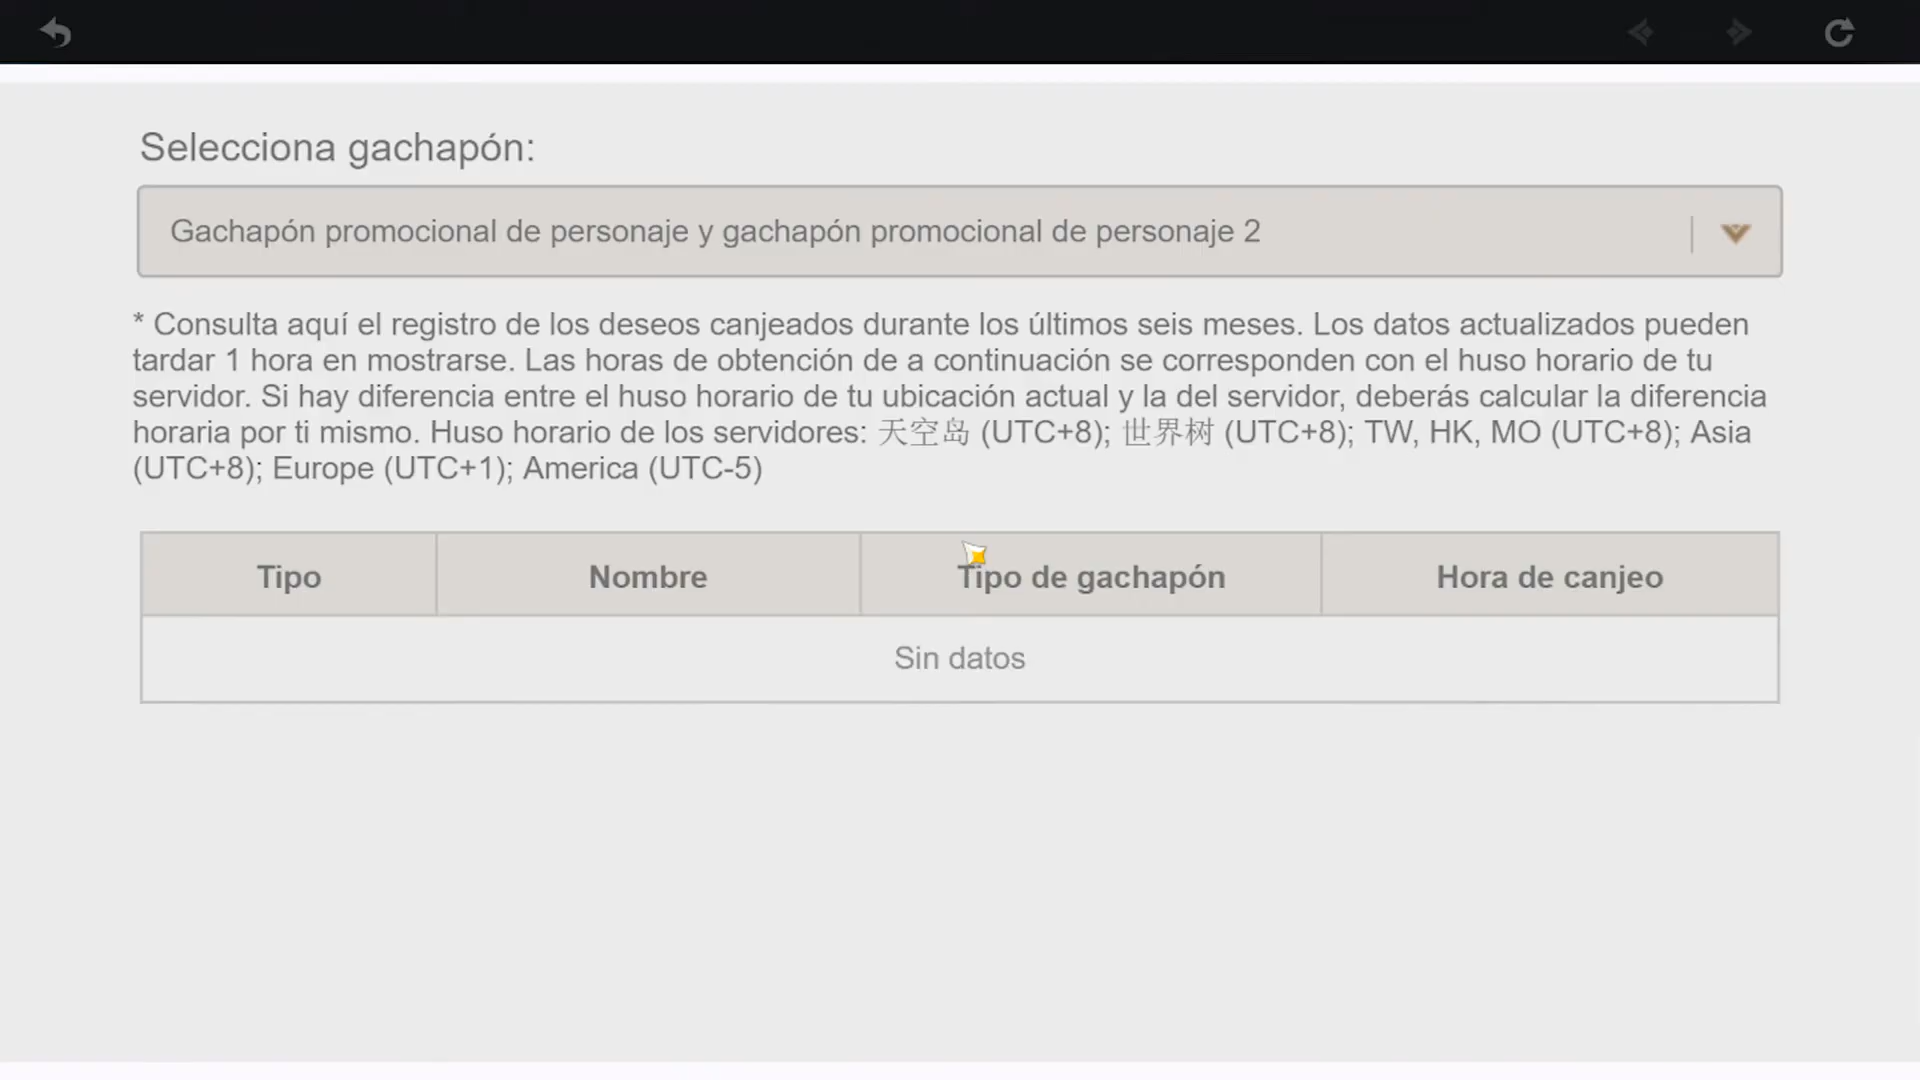 Selecciona gachapón:
Gachapón promocional de personaje y gachapón promocional de personaje 2
* Consulta aquí el registro de los deseos canjeados durante los últimos seis meses. Los datos actualizados pueden
tardar 1 hora en mostrarse. Las horas de obtención de a continuación se corresponden con el huso horario de tu
servidor. Si hay diferencia entre el huso horario de tu ubicación actual y la del servidor, deberás calcular la diferencia
horaria por ti mismo. Huso horario de los servidores: 天空岛 (UTC+8); 世界树 (UTC+8); TW, HK, MO (UTC+8); Asia
(UTC+8); Europe (UTC+1); America (UTC-5)
Tipo Nombre Tipo de gachapón Hora de canjeo
Sin datos